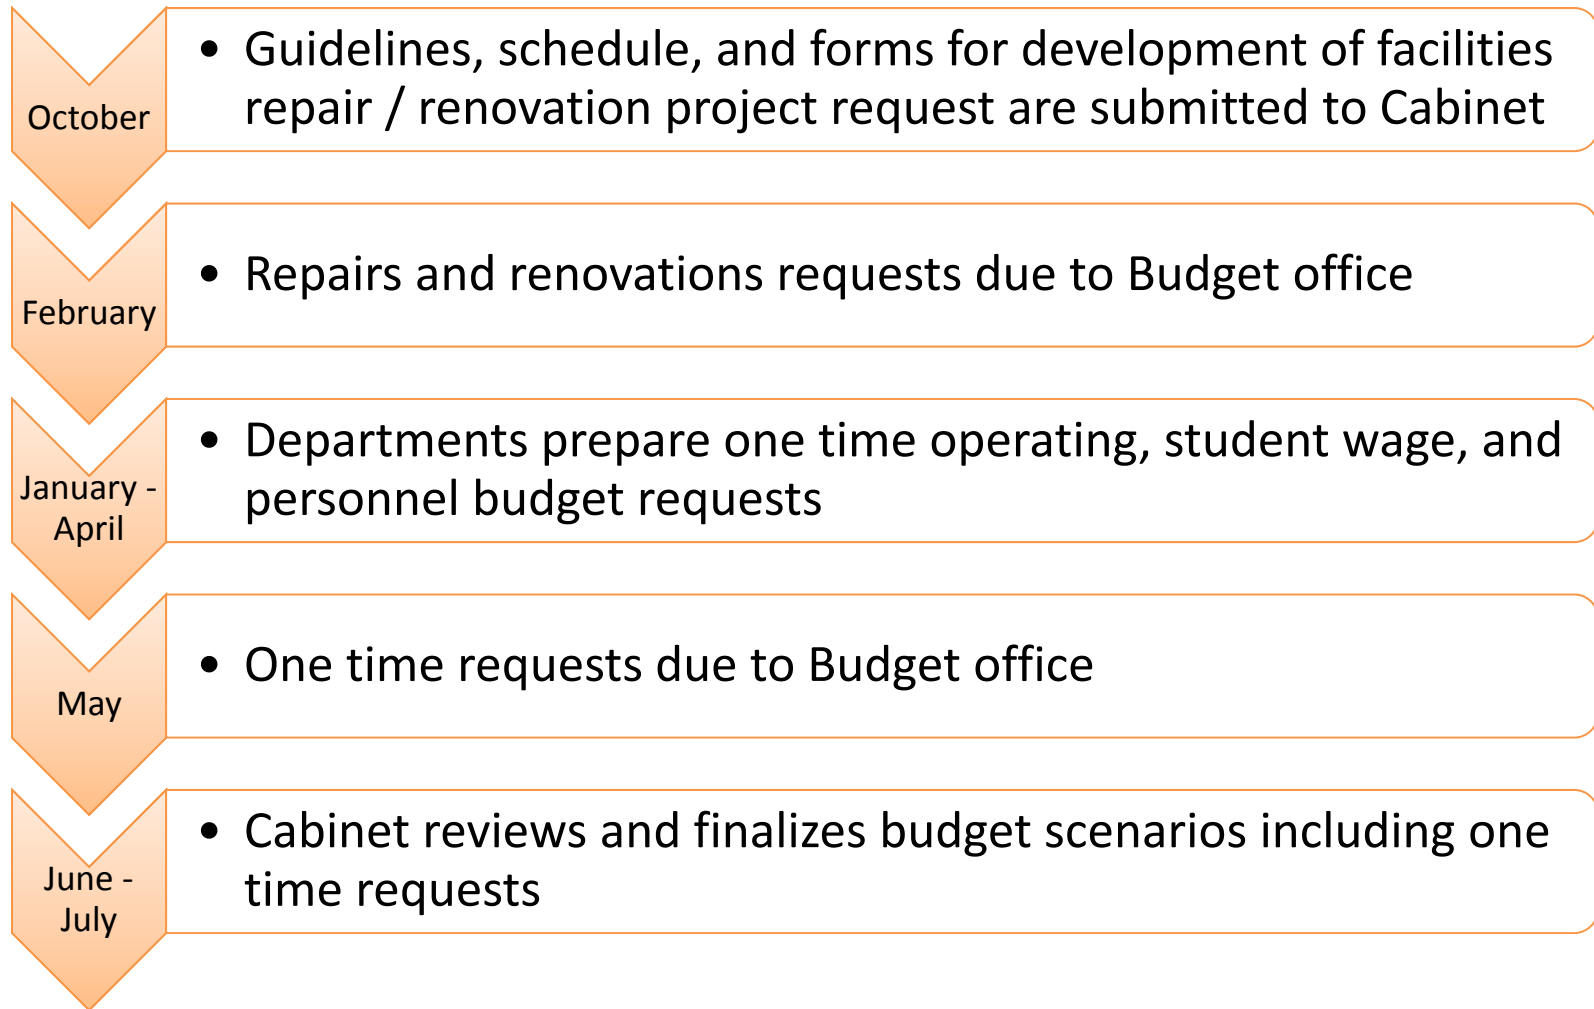 October
• Guidelines, schedule, and forms for development of facilities
repair / renovation project request are submitted to Cabinet
February
• Repairs and renovations requests due to Budget office
January -
April
• Departments prepare one time operating, student wage, and
personnel budget requests
May
• One time requests due to Budget office
June -
July
• Cabinet reviews and finalizes budget scenarios including one
time requests